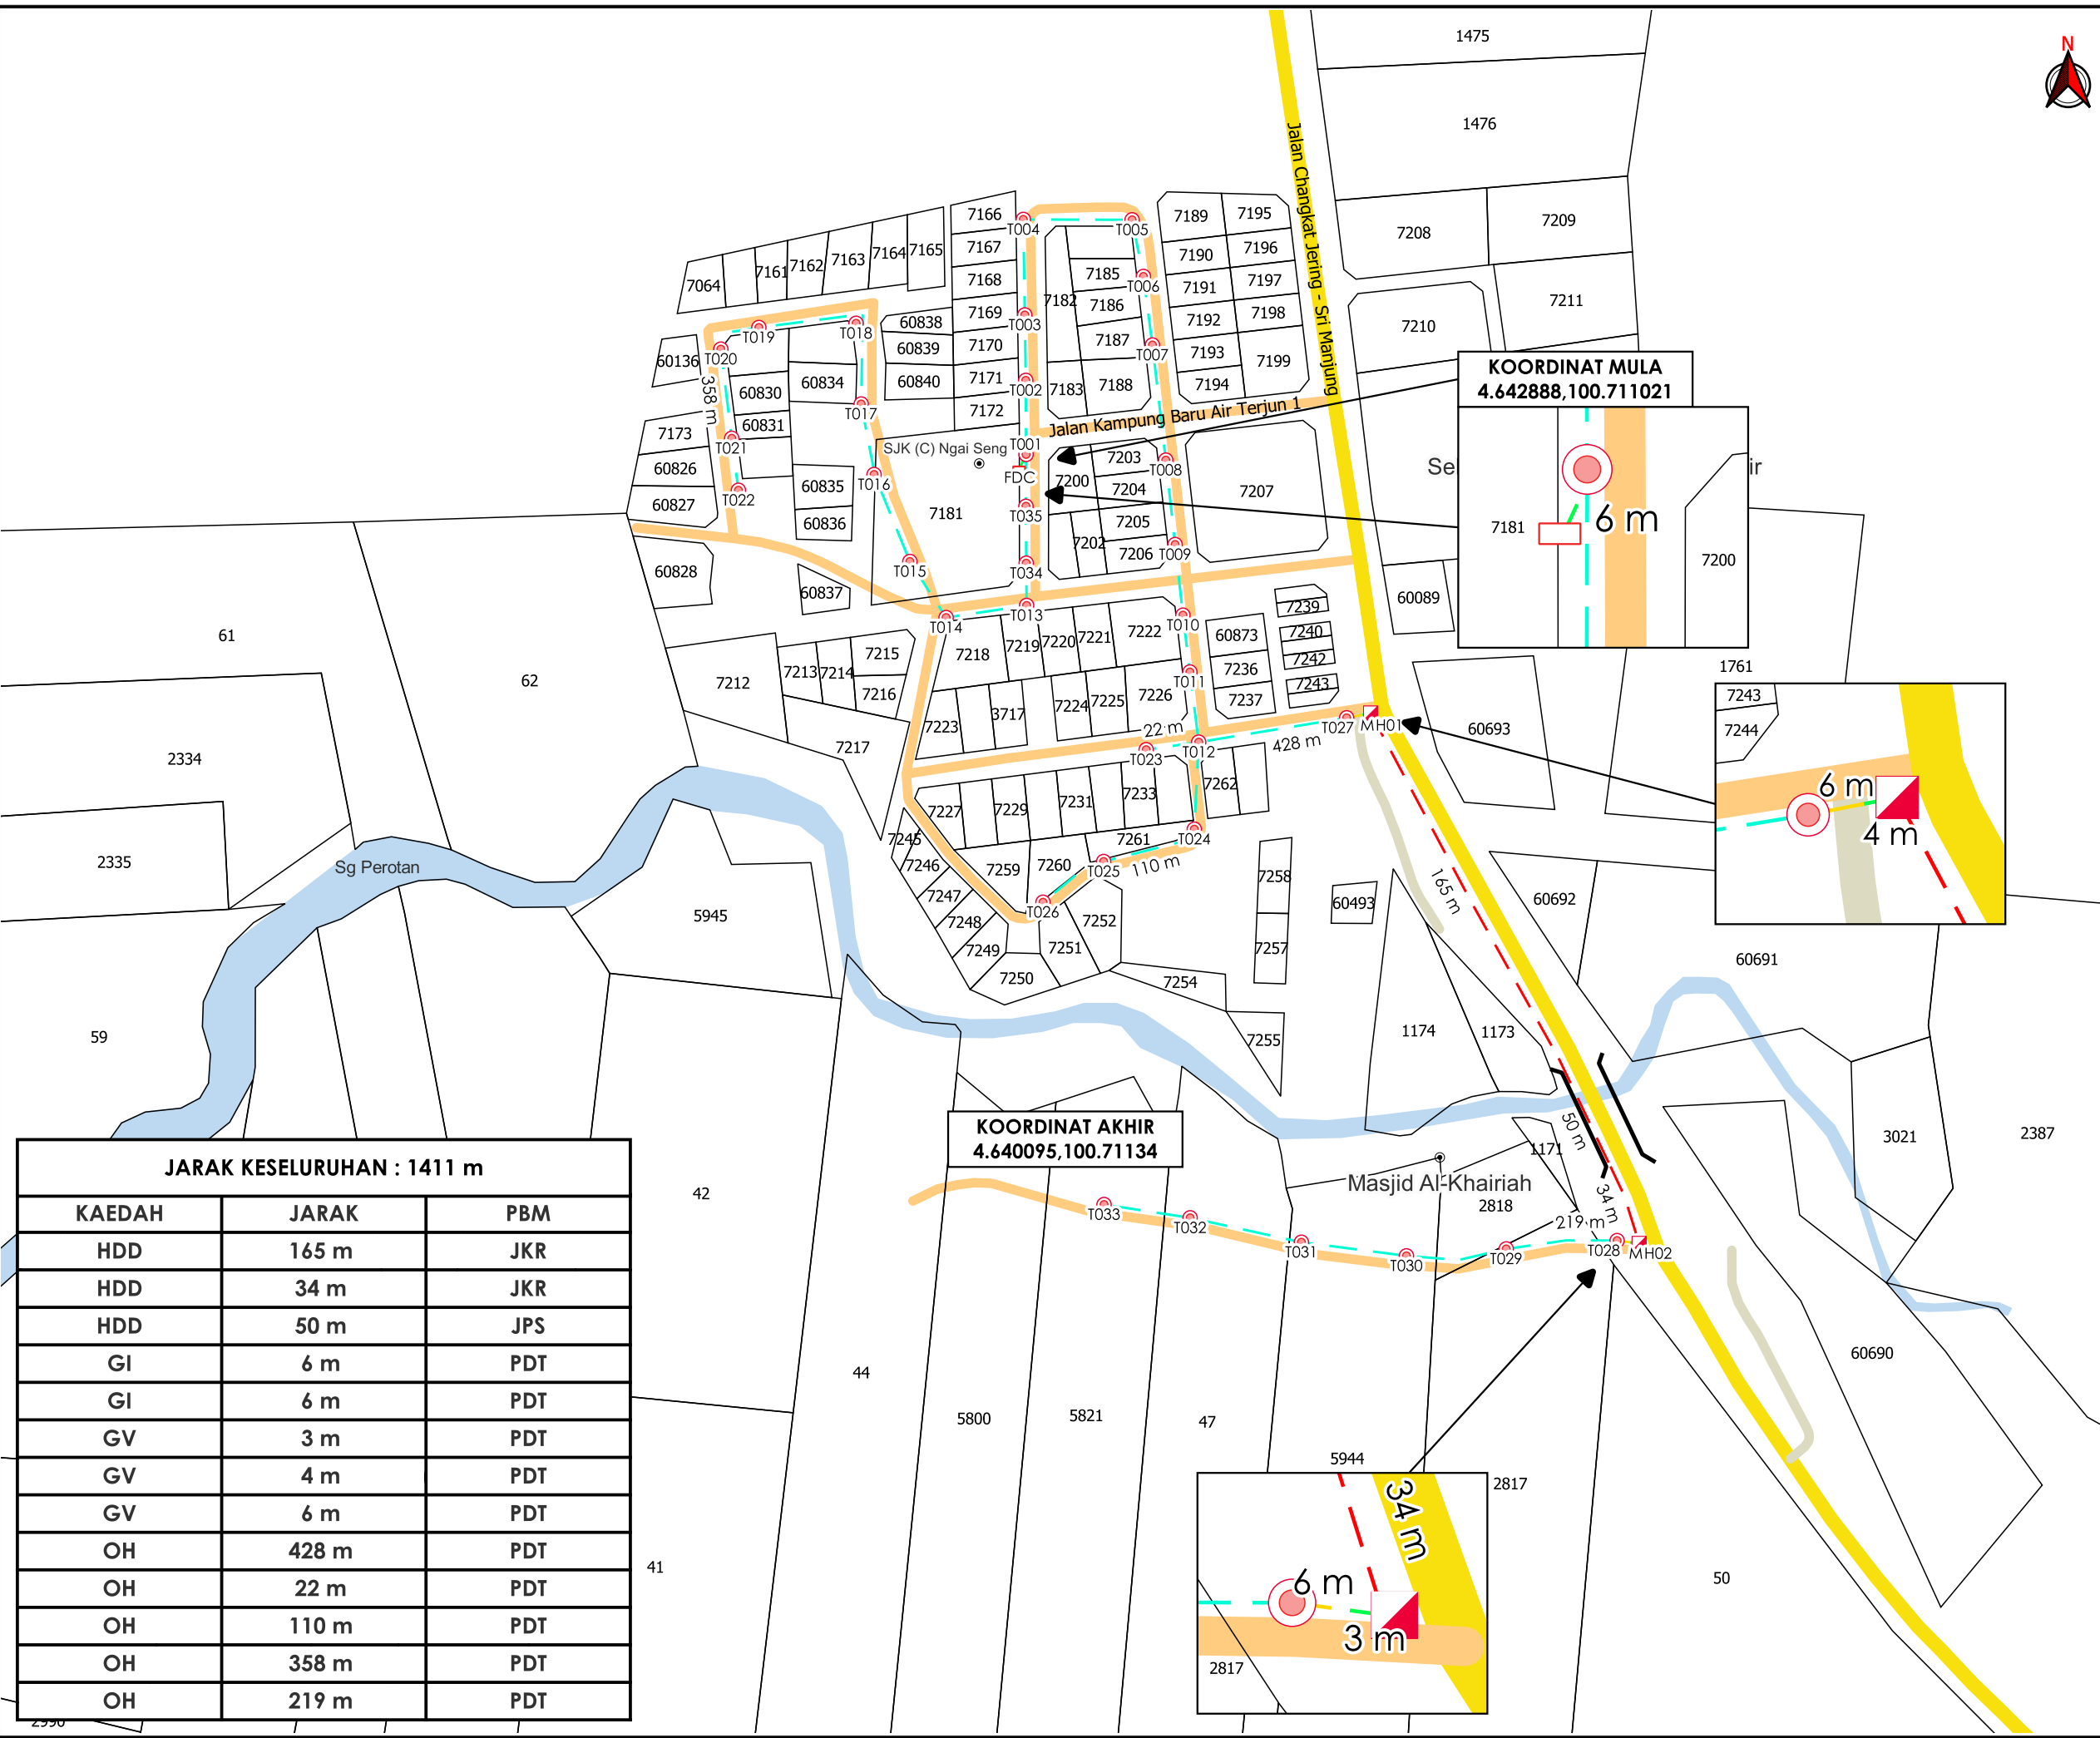 N
1475
1476
7208
7209
7210
7211
Jalan Changkat Jering - Sri Manjung
7166
7167
7168
7169
7170
7171
7172
T004
T005
7189
7195
7190
7196
7191
7197
7192
7198
7193
7199
7194
7064
7161
7162
7163
7164
7165
7182
7185
7186
7187
7183
7188
T006
T003
T007
T002
60838
60839
60840
T019
T018
T020
60136
358 m
60830
60834
60831
T017
T021
7173
60826
60827
T022
60835
60836
60828
60837
SJK (C) Ngai Seng
T001
FDC
T016
7181
T035
T034
T015
T014
T013
Jalan Kampung Baru Air Terjun 1
7200
7203
7204
7205
7202
7206
T008
T009
7207
KOORDINAT MULA
4.642888,100.711021
Se
ir
7181
6 m
7200
60089
7239
7240
7242
7243
60873
7236
7237
T010
T011
7218
7219
7220
7221
7222
7223
3717
7224
7225
7226
7212
7213
7214
7215
7216
7217
22 m
T023
T012
428 m
T027
MH01
60693
1761
7243
7244
6 m
4 m
61
62
2334
2335
Sg Perotan
59
5945
7227
7229
7231
7233
7262
T024
7261
110 m
T025
7245
7246
7259
7260
7247
T026
7248
7252
7249
7251
7250
7254
7255
7258
7257
60493
165 m
60692
60691
1174
1173
50 m
1171
3021
2387
KOORDINAT AKHIR
4.640095,100.71134
Masjid Al-Khairiah
2818
34 m
219 m
T033
T032
T031
T030
T029
T028
MH02
42
44
41
5800
5821
47
5944
2817
60690
50
34 m
6 m
3 m
2817
JARAK KESELURUHAN : 1411 m
KAEDAH JARAK PBM
HDD 165 m JKR
HDD 34 m JKR
HDD 50 m JPS
GI 6 m PDT
GI 6 m PDT
GV 3 m PDT
GV 4 m PDT
GV 6 m PDT
OH 428 m PDT
OH 22 m PDT
OH 110 m PDT
OH 358 m PDT
OH 219 m PDT